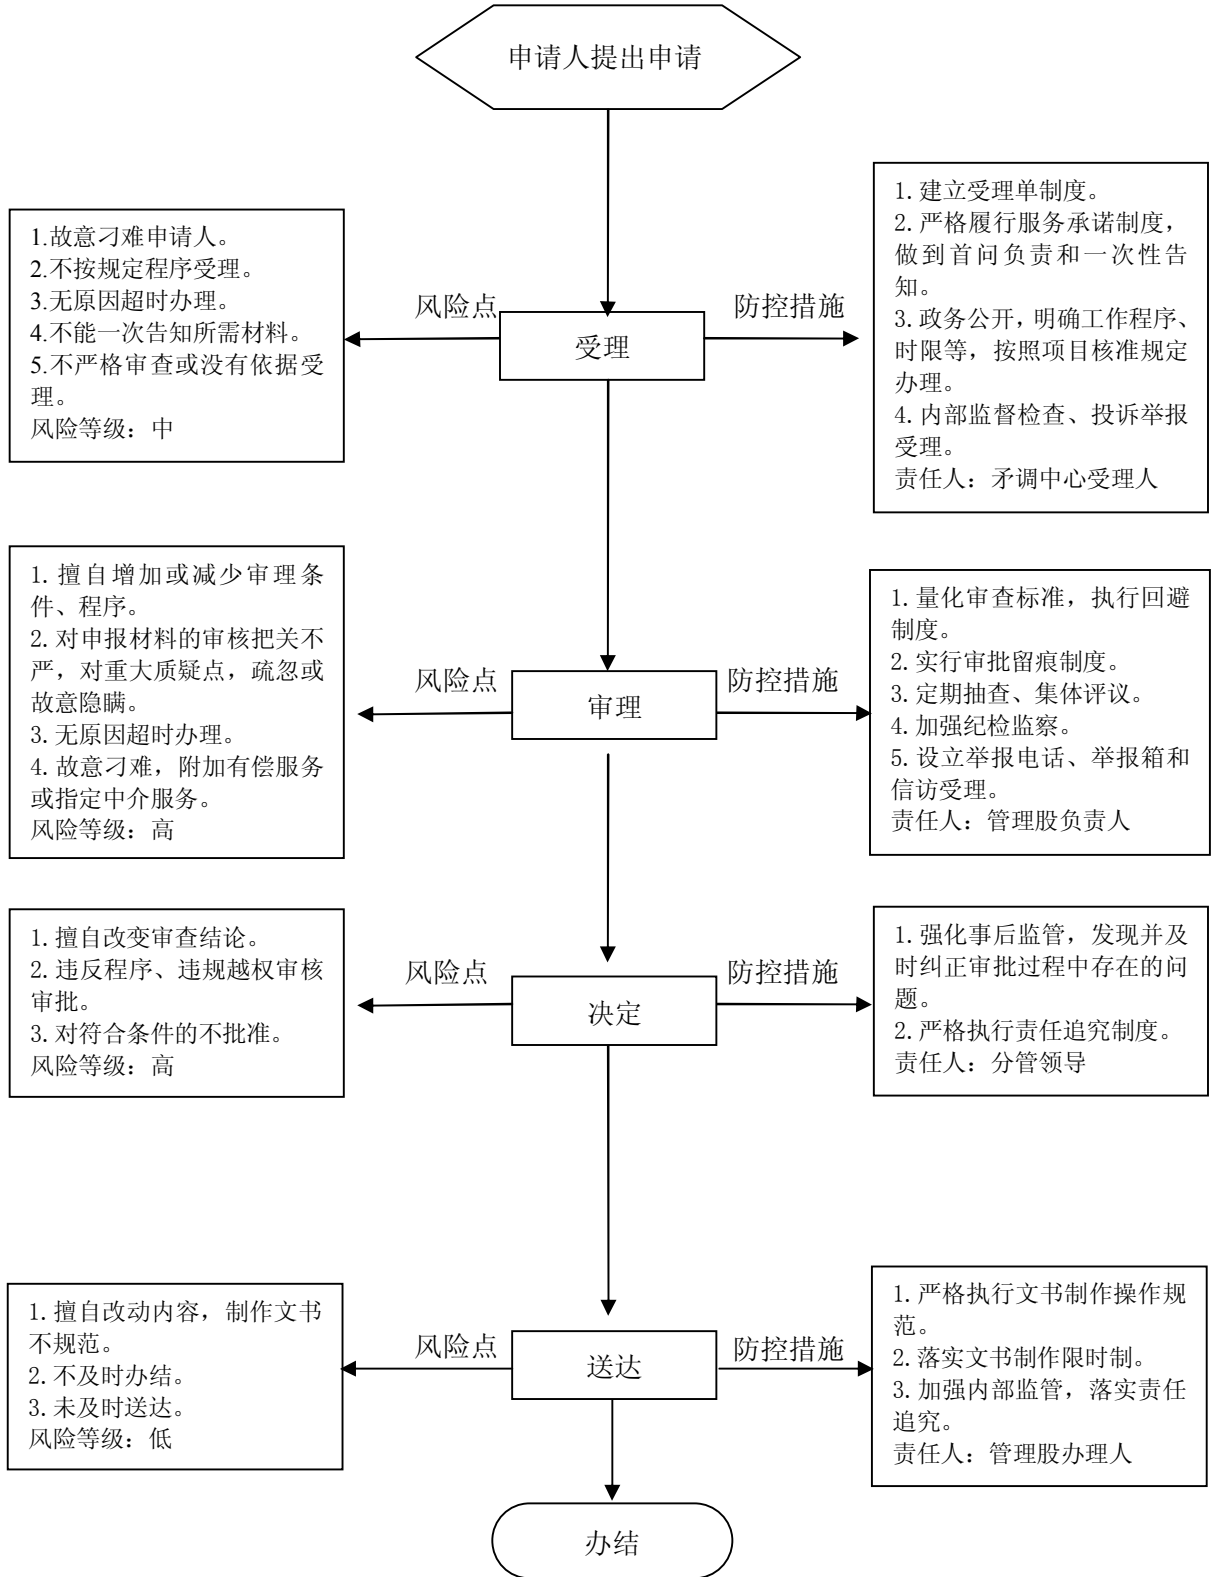 申请人提出申请
1.故意刁难申请人。
2.不按规定程序受理。
3.无原因超时办理。
4.不能一次告知所需材料。
5.不严格审查或没有依据受
理。
风险等级：中
风险点
受理
防控措施
1.建立受理单制度。
2.严格履行服务承诺制度，
做到首问负责和一次性告
知。
3.政务公开，明确工作程序、
时限等，按照项目核准规定
办理。
4.内部监督检查、投诉举报
受理。
责任人：矛调中心受理人
1.擅自增加或减少审理条
件、程序。
2.对申报材料的审核把关不
严，对重大质疑点，疏忽或
故意隐瞒。
3.无原因超时办理。
4.故意刁难，附加有偿服务
或指定中介服务。
风险等级：高
风险点
审理
防控措施
1.量化审查标准，执行回避
制度。
2.实行审批留痕制度。
3.定期抽查、集体评议。
4.加强纪检监察。
5.设立举报电话、举报箱和
信访受理。
责任人：管理股负责人
1.擅自改变审查结论。
2.违反程序、违规越权审核
审批。
3.对符合条件的不批准。
风险等级：高
风险点
决定
防控措施
1.强化事后监管，发现并及
时纠正审批过程中存在的问
题。
2.严格执行责任追究制度。
责任人：分管领导
1.擅自改动内容，制作文书
不规范。
2.不及时办结。
3.未及时送达。
风险等级：低
风险点
送达
防控措施
1.严格执行文书制作操作规
范。
2.落实文书制作限时制。
3.加强内部监管，落实责任
追究。
责任人：管理股办理人
办结